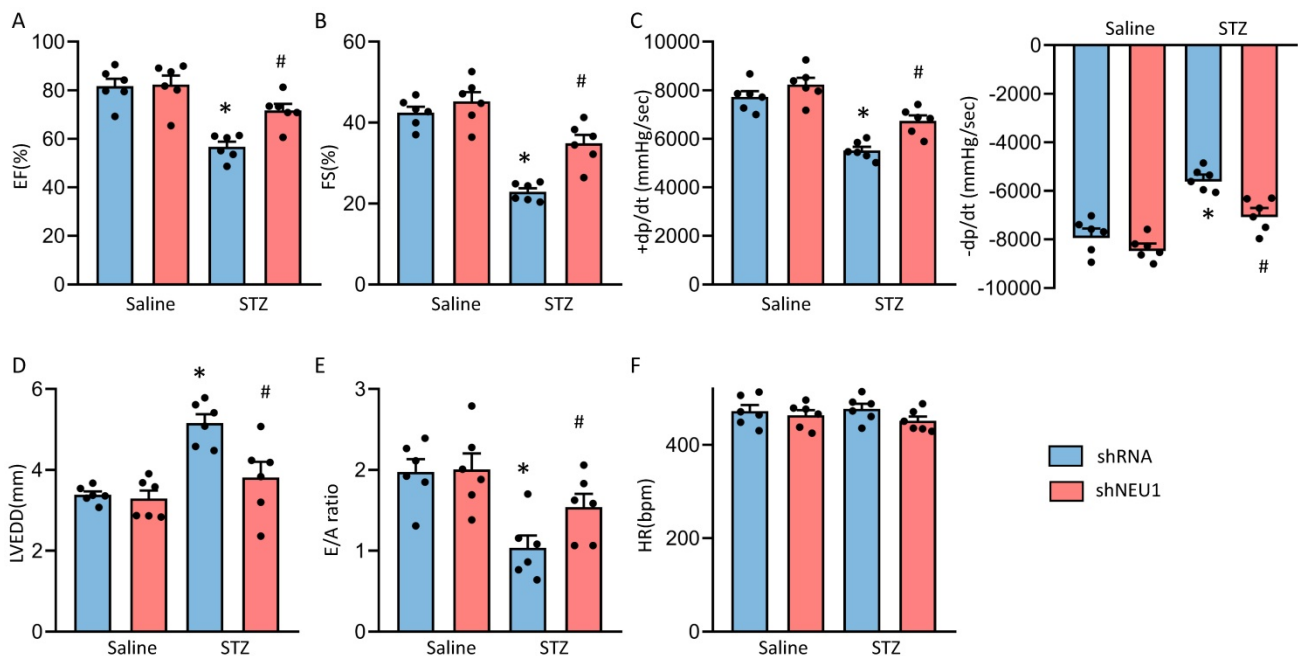 A
EF(%)
100
80
60
40
20
0
*
#
Saline
STZ
B
FS(%)
60
40
20
0
*
#
Saline
STZ
C
+dp/dt (mmHg/sec)
10000
8000
6000
4000
2000
0
*
#
Saline
STZ
Saline
STZ
-dp/dt (mmHg/sec)
0
-2000
-4000
-6000
-8000
-10000
*
#
D
LVEDD(mm)
6
4
2
0
*
#
Saline
STZ
E
E/A ratio
3
2
1
0
*
#
Saline
STZ
F
HR(bpm)
400
200
0
Saline
STZ
shRNA
shNEU1